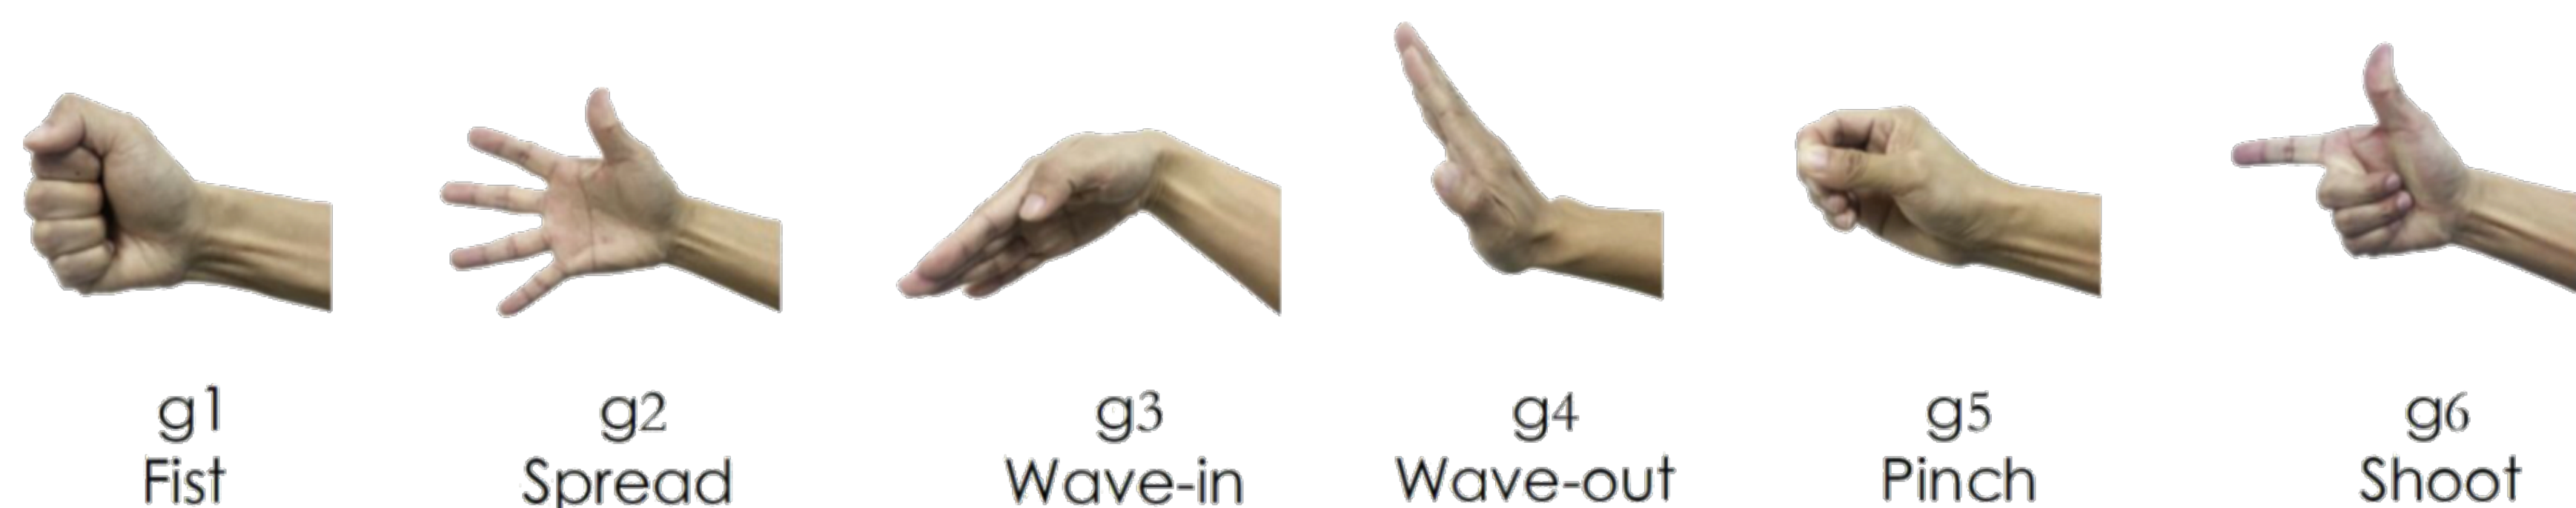 g1 g2 g3 g4 g5 g6
Fist Spread Wave-in Wave-out Pinch Shoot